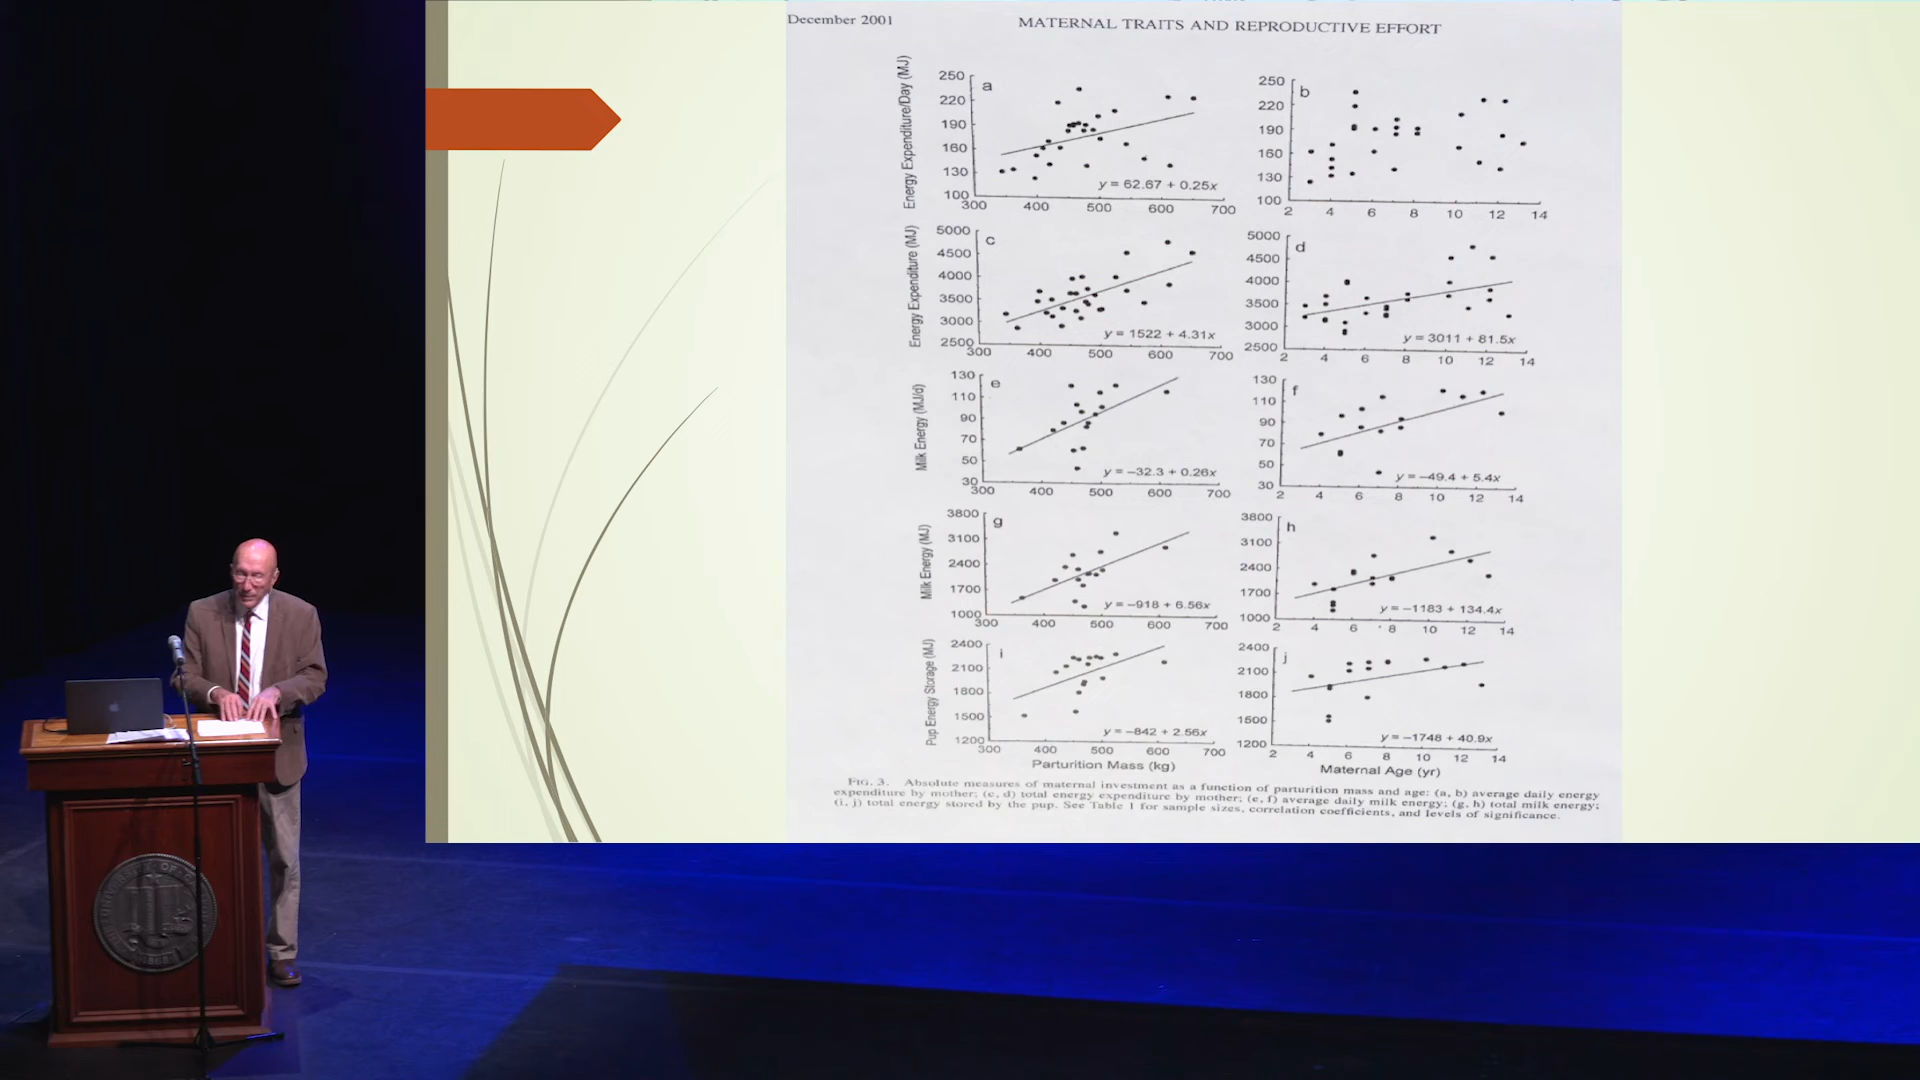 December 2001 MATERNAL TRAITS AND REPRODUCTIVE EFFORT
Energy Expenditure/Day (MJ)
250
220
190
160
130
100
a
y = 62.67 + 0.25x
300 400 500 600 700
250
220
190
160
130
100
b
2 4 6 8 10 12 14
Energy Expenditure (MJ)
5000
4500
4000
3500
3000
2500
c
y = 1522 + 4.31x
300 400 500 600 700
5000
4500
4000
3500
3000
2500
d
y = 3011 + 81.5x
2 4 6 8 10 12 14
Milk Energy (MJ/d)
130
110
90
70
50
30
e
y = –32.3 + 0.26x
300 400 500 600 700
130
110
90
70
50
30
f
y = –49.4 + 5.4x
2 4 6 8 10 12 14
Milk Energy (MJ)
3800
3100
2400
1700
1000
g
y = –918 + 6.56x
300 400 500 600 700
3800
3100
2400
1700
1000
h
y = –1183 + 134.4x
2 4 6 8 10 12 14
Pup Energy Storage (MJ)
2400
2100
1800
1500
1200
i
y = –842 + 2.56x
300 400 500 600 700
Parturition Mass (kg)
2400
2100
1800
1500
1200
j
y = –1748 + 40.9x
2 4 6 8 10 12 14
Maternal Age (yr)
FIG. 3. Absolute measures of maternal investment as a function of parturition mass and age: (a, b) average daily energy
expenditure by mother; (c, d) total energy expenditure by mother; (e, f) average daily milk energy; (g, h) total milk energy;
(i, j) total energy stored by the pup. See Table 1 for sample sizes, correlation coefficients, and levels of significance.
UNIVERSITY OF
1868